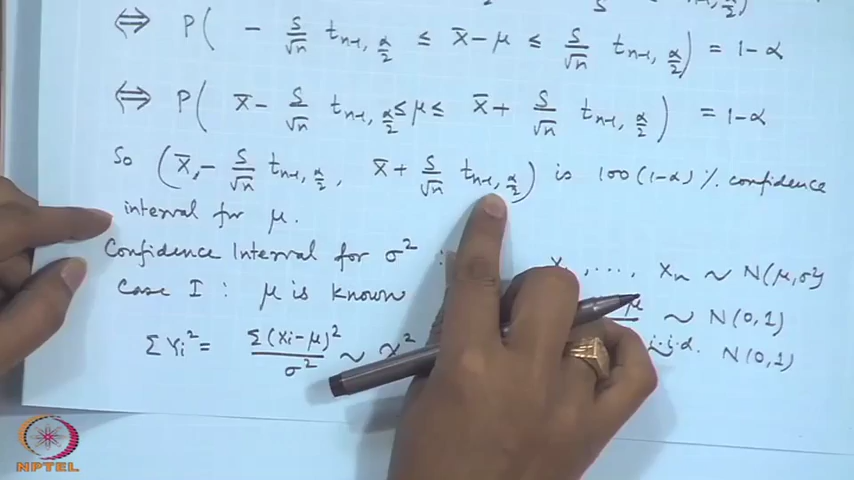 ⟺ P( - S/√n t_{n-1, α/2} ≤ x̄ - μ ≤ S/√n t_{n-1, α/2} ) = 1-α
⟺ P( x̄ - S/√n t_{n-1, α/2} ≤ μ ≤ x̄ + S/√n t_{n-1, α/2} ) = 1-α
So ( x̄ - S/√n t_{n-1, α/2} , x̄ + S/√n t_{n-1, α/2} ) is 100(1-α) % confidence
interval for μ.
Confidence Interval for σ² : X , ...., Xn ~ N(μ, σ²)
Case I : μ is known μ ~ N(0,1)
ΣYi² = Σ(Xi-μ)²/σ² ~ χ² i.i.d. N(0,1)
NPTEL